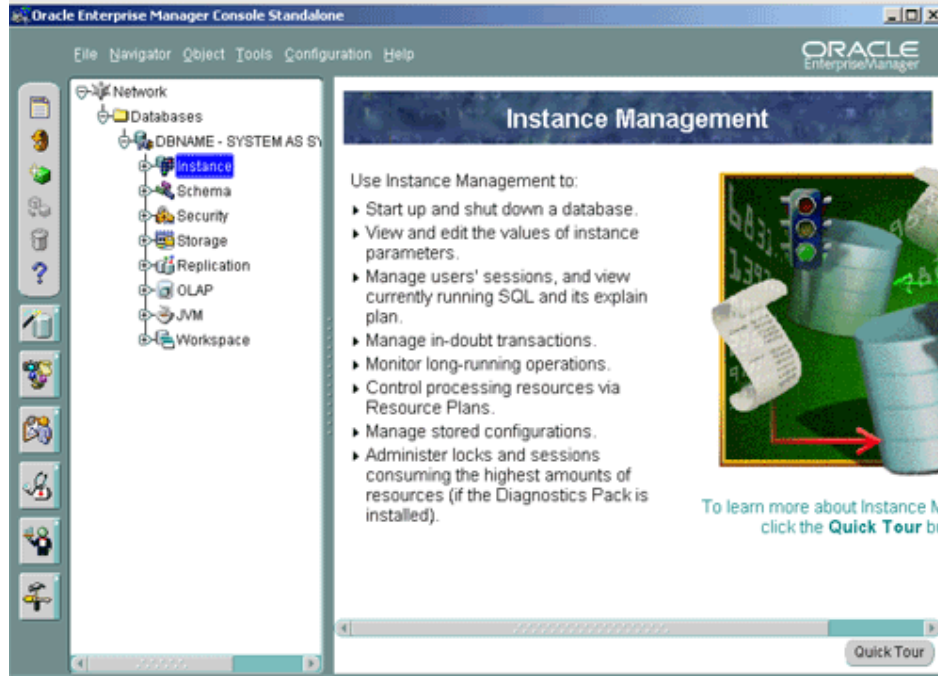 Oracle Enterprise Manager Console Standalone
File Navigator Object Tools Configuration Help
ORACLE
EnterpriseManager
Network
Databases
DBNAME - SYSTEM AS SY
Instance
Schema
Security
Storage
Replication
OLAP
JVM
Workspace
Instance Management
Use Instance Management to:
Start up and shut down a database.
View and edit the values of instance
parameters.
Manage users' sessions, and view
currently running SQL and its explain
plan.
Manage in-doubt transactions.
Monitor long-running operations.
Control processing resources via
Resource Plans.
Manage stored configurations.
Administer locks and sessions
consuming the highest amounts of
resources (if the Diagnostics Pack is
installed).
To learn more about Instance M
click the Quick Tour bu
Quick Tour